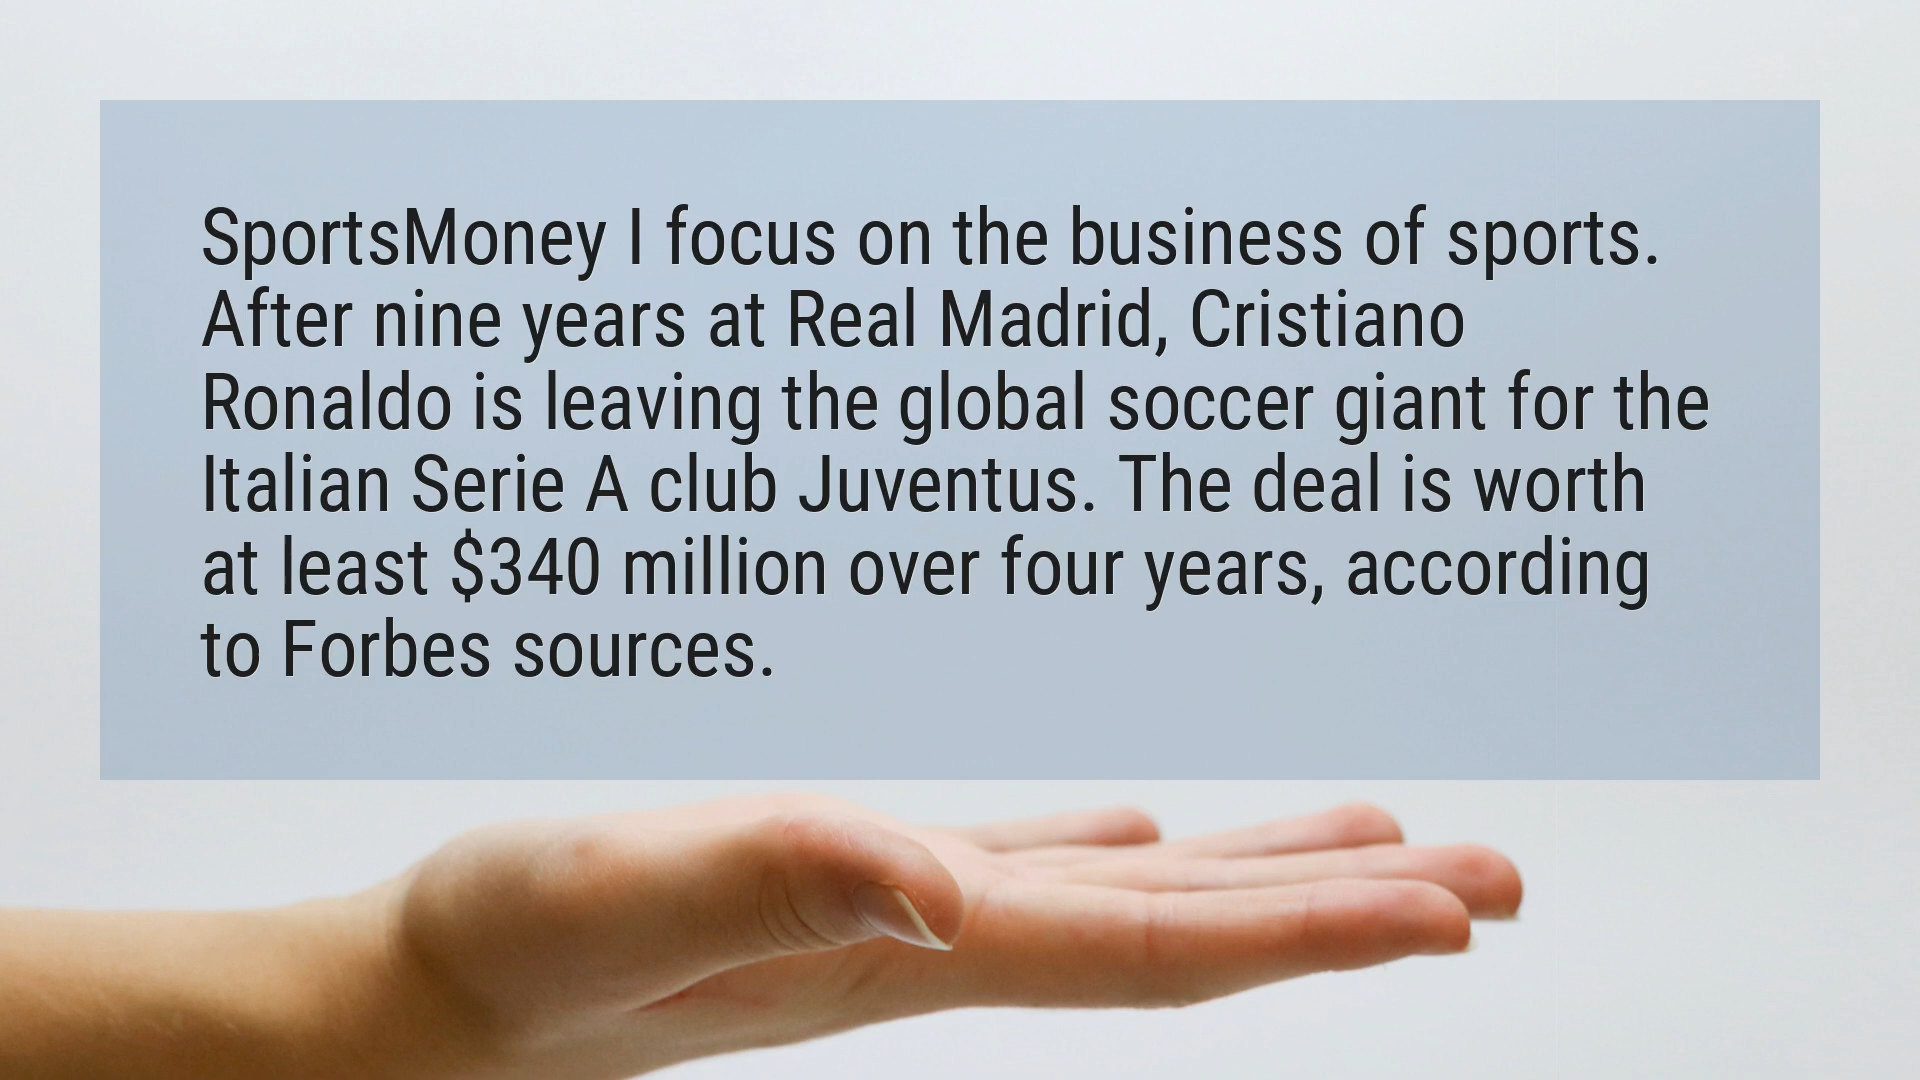 SportsMoney I focus on the business of sports.
After nine years at Real Madrid, Cristiano
Ronaldo is leaving the global soccer giant for the
Italian Serie A club Juventus. The deal is worth
at least $340 million over four years, according
to Forbes sources.